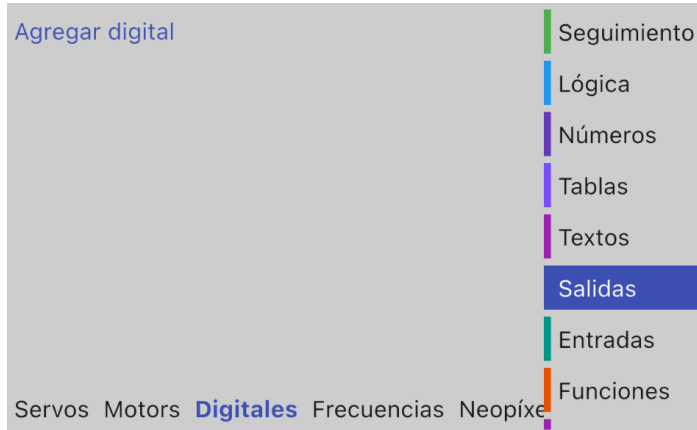 Agregar digital
Seguimiento
Lógica
Números
Tablas
Textos
Salidas
Entradas
Funciones
Servos Motors Digitales Frecuencias Neopíxe